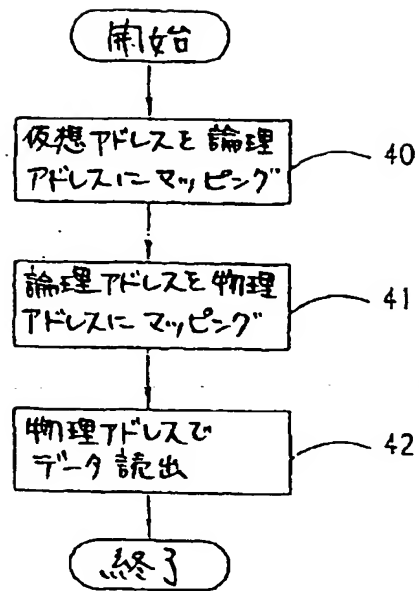 開始
仮想アドレスを論理
アドレスにマッピング
40
論理アドレスを物理
アドレスにマッピング
41
物理アドレスで
データ読出
42
終了